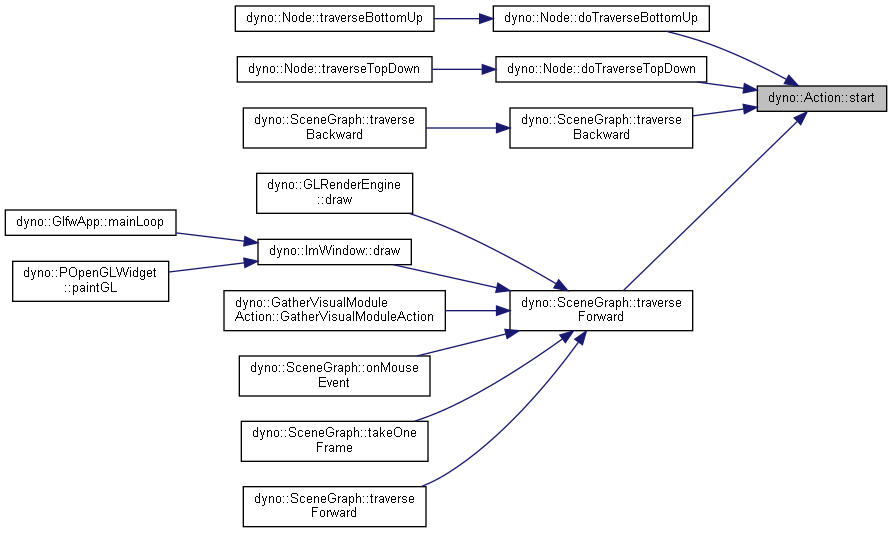 dyno::Node::traverseBottomUp
dyno::Node::doTraverseBottomUp
dyno::Node::traverseTopDown
dyno::Node::doTraverseTopDown
dyno::Action::start
dyno::SceneGraph::traverse
Backward
dyno::SceneGraph::traverse
Backward
dyno::GLRenderEngine
::draw
dyno::GlfwApp::mainLoop
dyno::ImWindow::draw
dyno::POpenGLWidget
::paintGL
dyno::GatherVisualModule
Action::GatherVisualModuleAction
dyno::SceneGraph::traverse
Forward
dyno::SceneGraph::onMouse
Event
dyno::SceneGraph::takeOne
Frame
dyno::SceneGraph::traverse
Forward